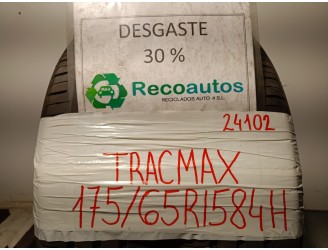 DESGASTE
30 %
Recoautos
RECICLADOS AUTO 4 S.L.
24102
TRACMAX
175/65R1584H